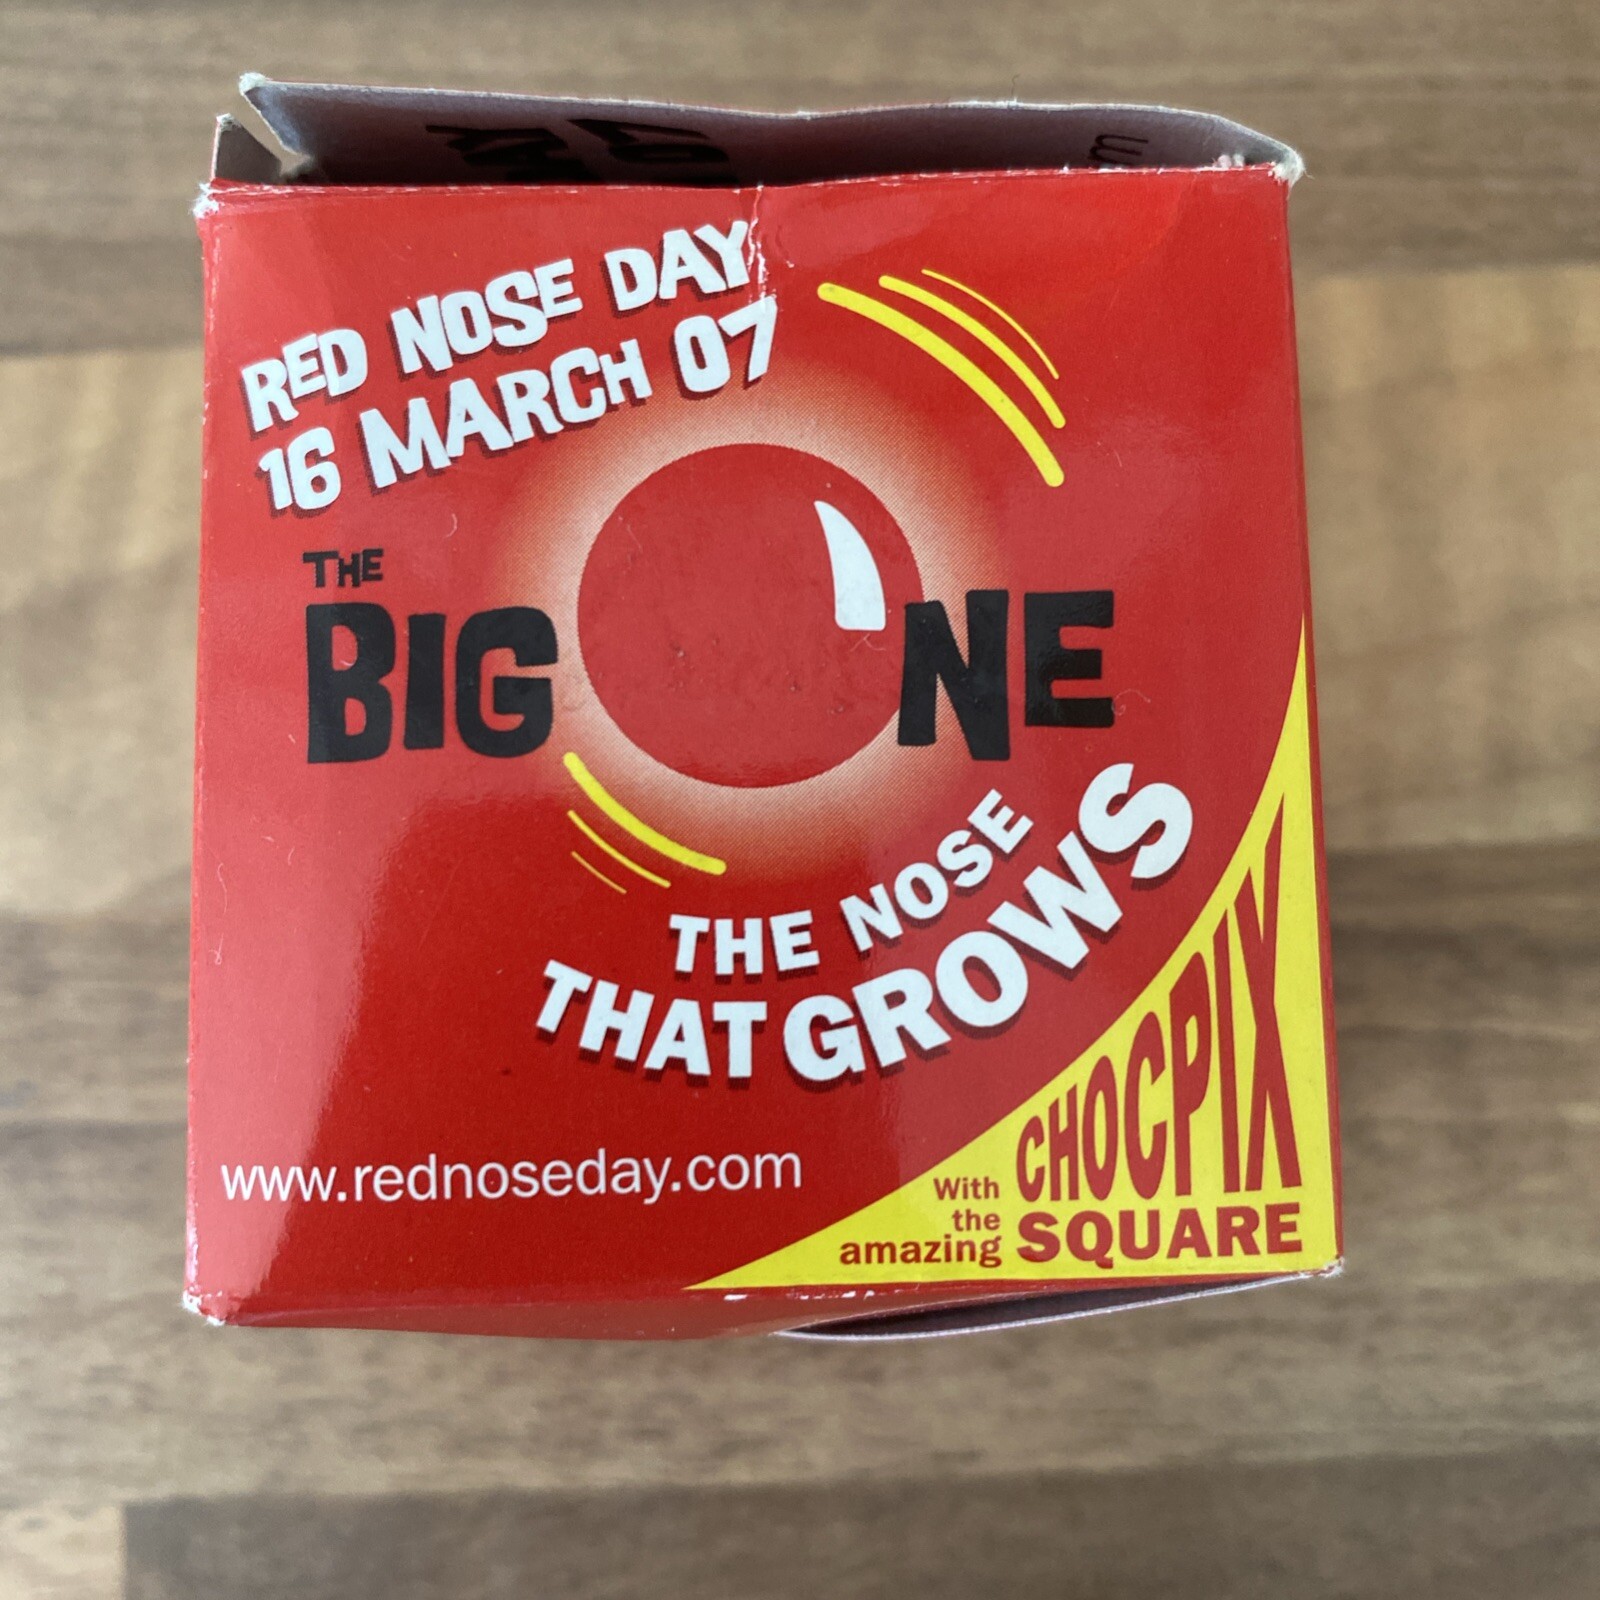 RED NOSE DAY
16 MARCH 07
THE
BIG NE
THE NOSE
THAT GROWS
www.rednoseday.com
With the amazing
CHOCPIX
SQUARE